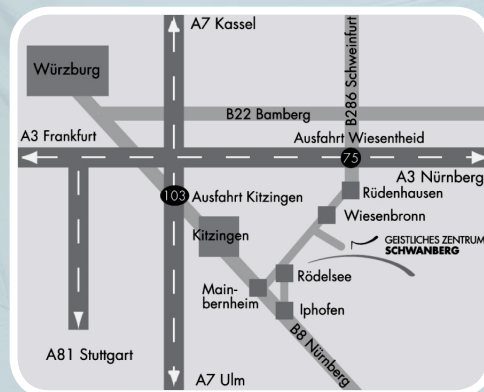 A7 Kassel
B286 Schweinfurt
Würzburg
B22 Bamberg
A3 Frankfurt
Ausfahrt Wiesentheid
75
A3 Nürnberg
103
Ausfahrt Kitzingen
Rüdenhausen
Wiesenbronn
Kitzingen
GEISTLICHES ZENTRUM
SCHWANBERG
Rödelsee
Main-
bernheim
Iphofen
B8 Nürnberg
A81 Stuttgart
A7 Ulm